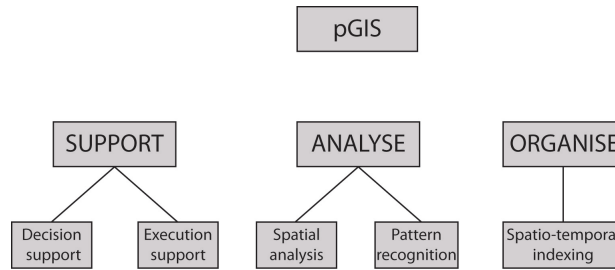 pGIS
SUPPORT
ANALYSE
ORGANISE
Decision
support
Execution
support
Spatial
analysis
Pattern
recognition
Spatio-tempora
indexing